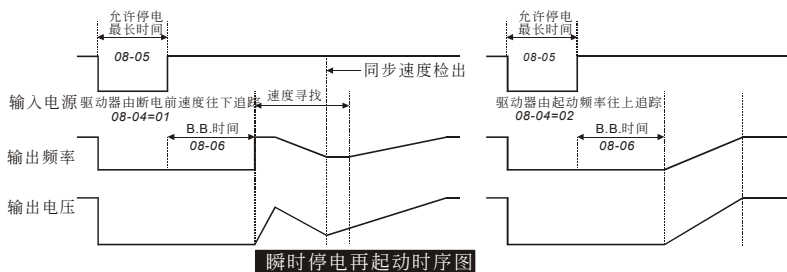 允许停电
最长时间
08-05
同步速度检出
输入电源
驱动器由断电前速度往下追踪
08-04=01
速度寻找
B.B.时间
08-06
输出频率
输出电压
允许停电
最长时间
08-05
驱动器由起动频率往上追踪
08-04=02
B.B.时间
08-06
瞬时停电再起动时序图